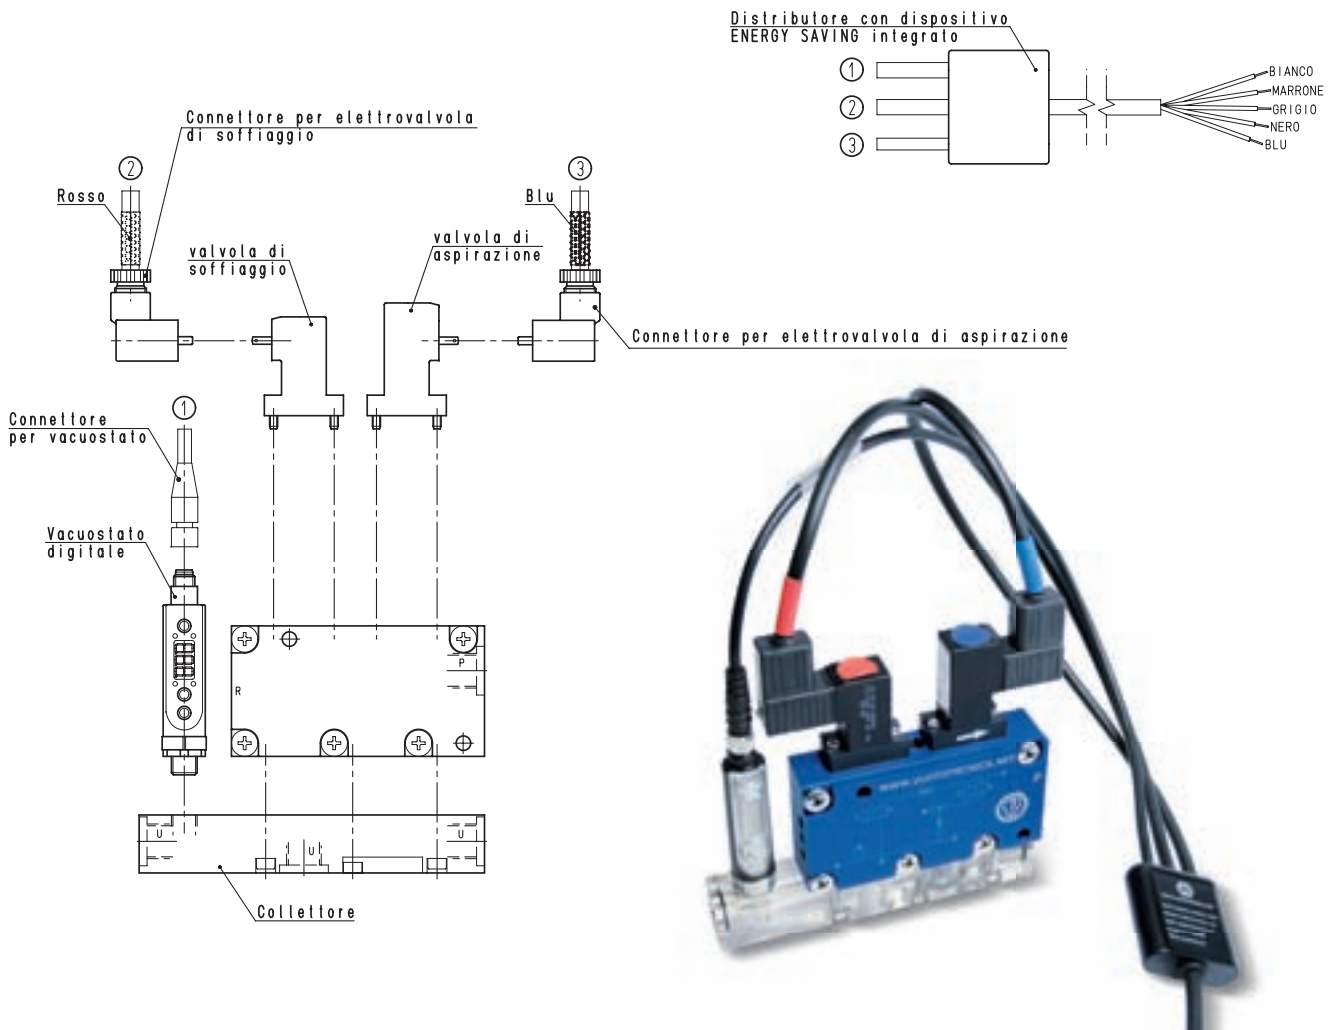 Distributore con dispositivo
ENERGY SAVING integrato
1
2
3
BIANCO
MARRONE
GRIGIO
NERO
BLU
Connettore per elettrovalvola
di soffiaggio
2
3
Rosso
Blu
valvola di
soffiaggio
valvola di
aspirazione
Connettore per elettrovalvola di aspirazione
1
Connettore
per vacuostato
Vacuostato
digitale
P
R
U
U
U
Collettore